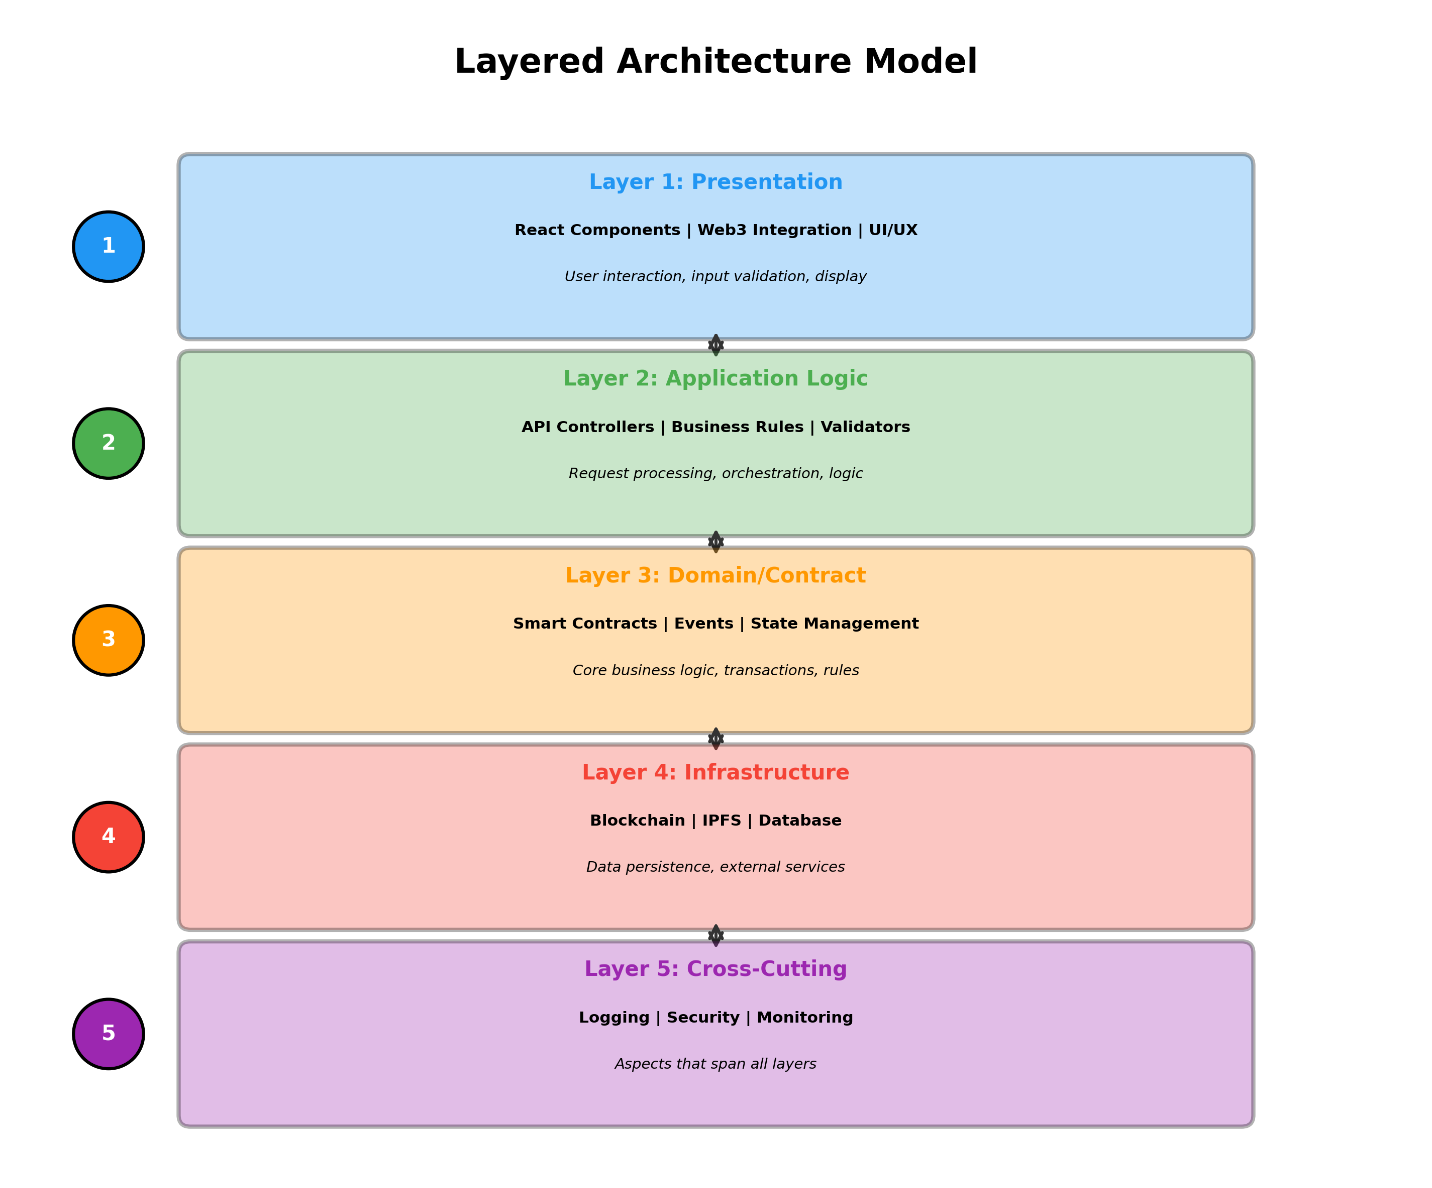 Layered Architecture Model
Layer 1: Presentation
React Components | Web3 Integration | UI/UX
1
User interaction, input validation, display
Layer 2: Application Logic
API Controllers | Business Rules | Validators
2
Request processing, orchestration, logic
Layer 3: Domain/Contract
Smart Contracts | Events | State Management
3
Core business logic, transactions, rules
Layer 4: Infrastructure
Blockchain | IPFS | Database
4
Data persistence, external services
Layer 5: Cross-Cutting
Logging | Security | Monitoring
5
Aspects that span all layers